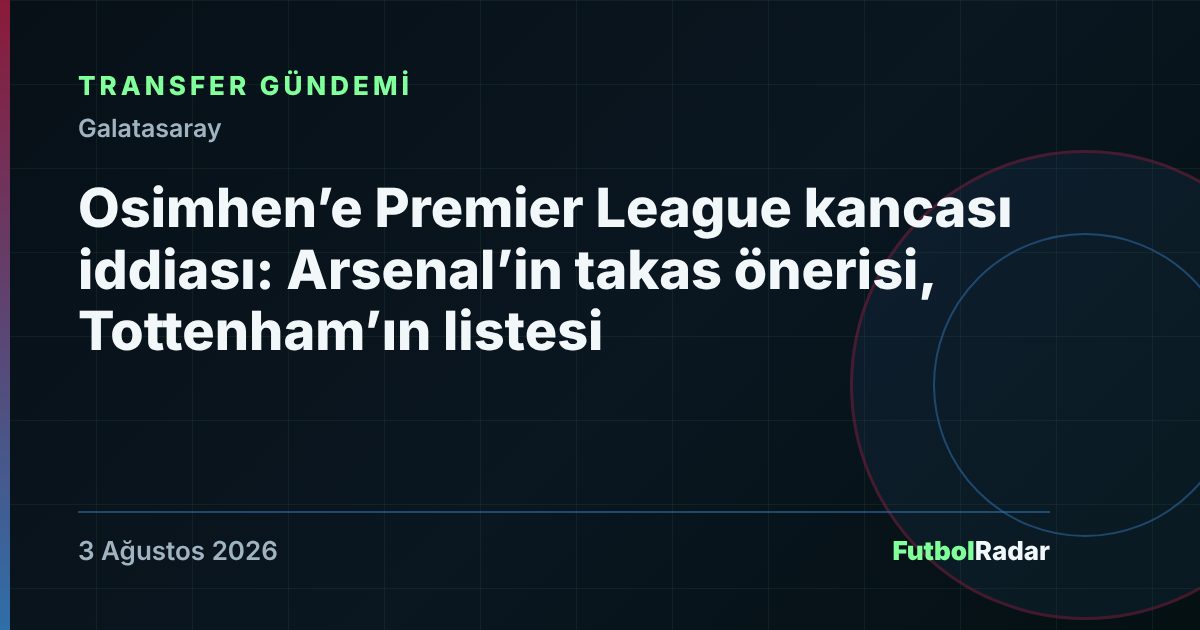 TRANSFER GÜNDEMİ
Galatasaray
Osimhen’e Premier League kancası
iddiası: Arsenal’in takas önerisi,
Tottenham’ın listesi
3 Ağustos 2026
FutbolRadar